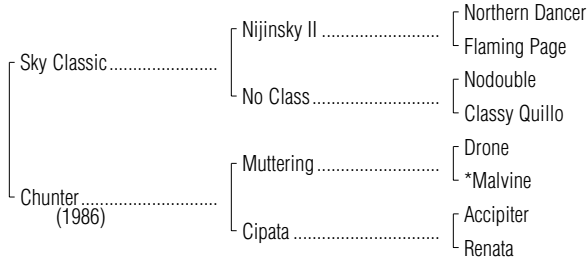 Northern Dancer
Nijinsky II ..................................
Flaming Page
Sky Classic ...............................
Nodouble
No Class ....................................
Classy Quillo
Drone
Muttering ...................................
*Malvine
Chunter .....................................
(1986)
Accipiter
Cipata ........................................
Renata